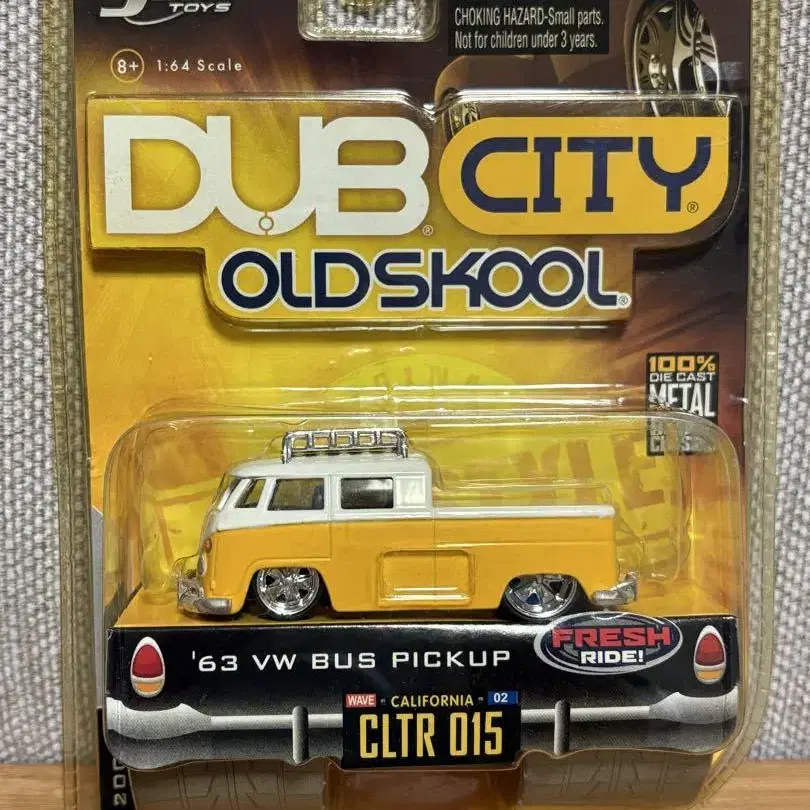 TOYS
CHOKING HAZARD-Small parts.
Not for children under 3 years.
8+ 1:64 Scale
DUB® CITY®
OLDSKOOL®
100%
DIE CAST
METAL
'63 VW BUS PICKUP
FRESH
RIDE!
WAVE - CALIFORNIA - 02
CLTR 015